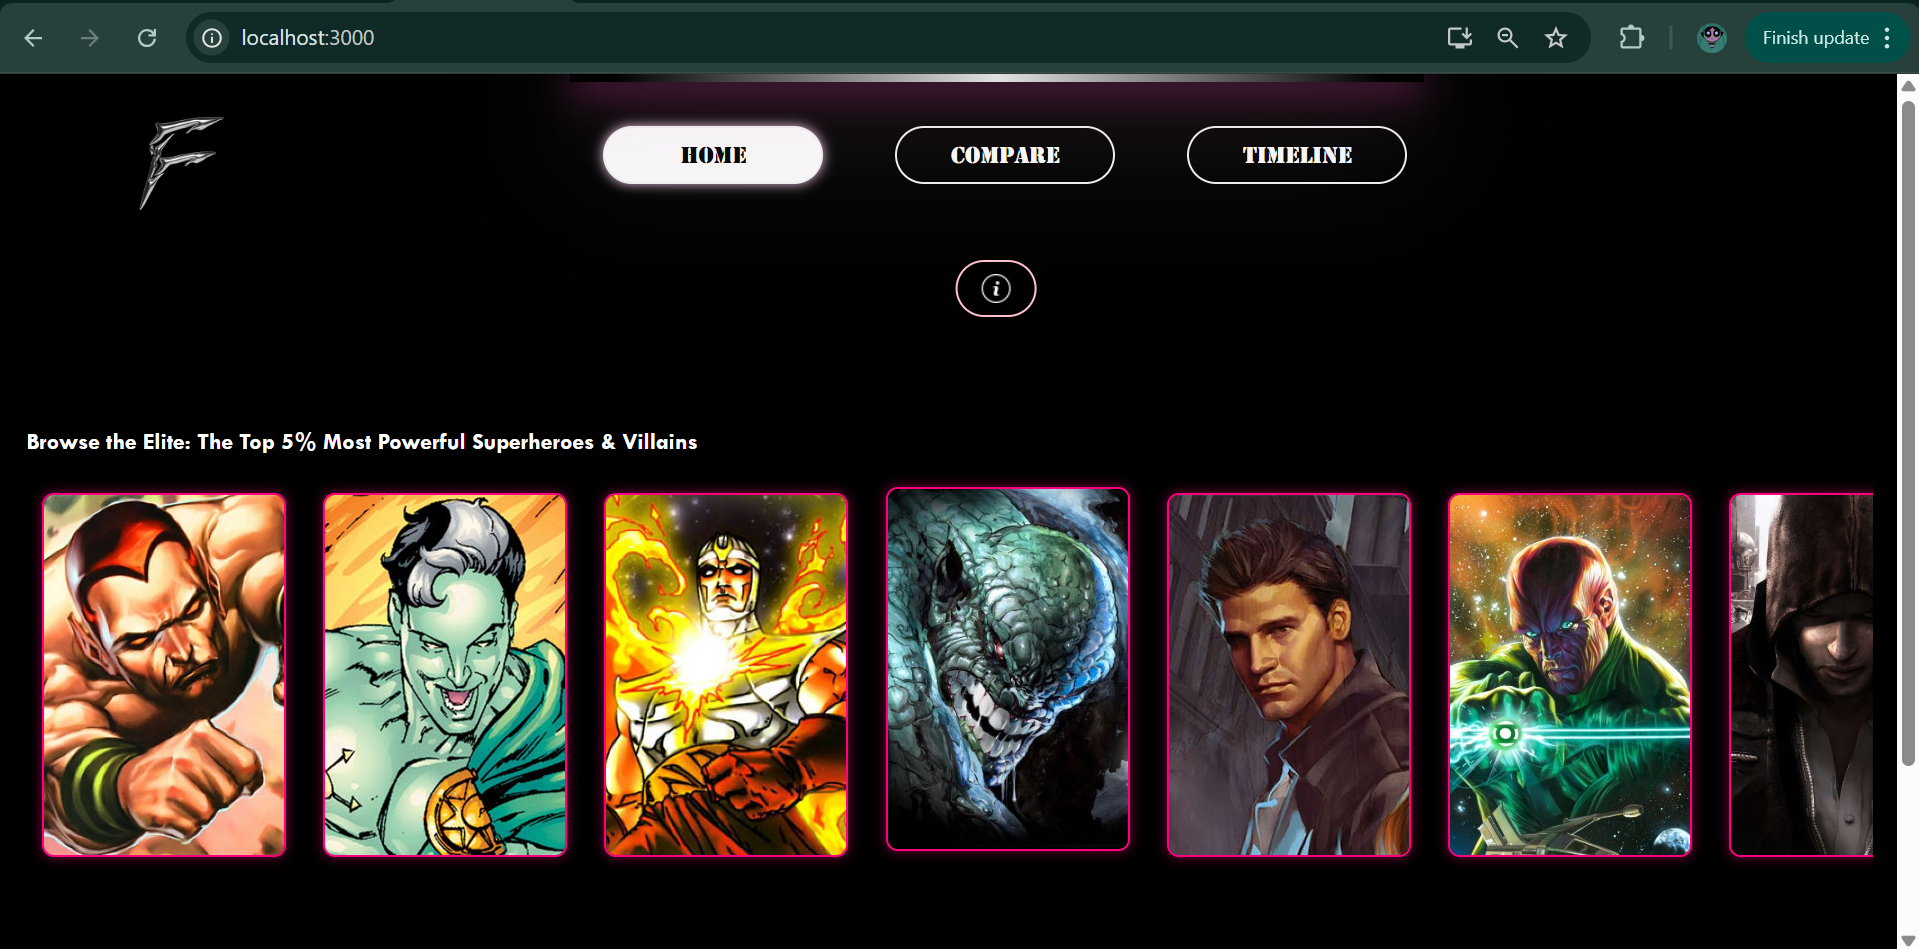 localhost:3000
Finish update
F
HOME
COMPARE
TIMELINE
i
Browse the Elite: The Top 5% Most Powerful Superheroes & Villains